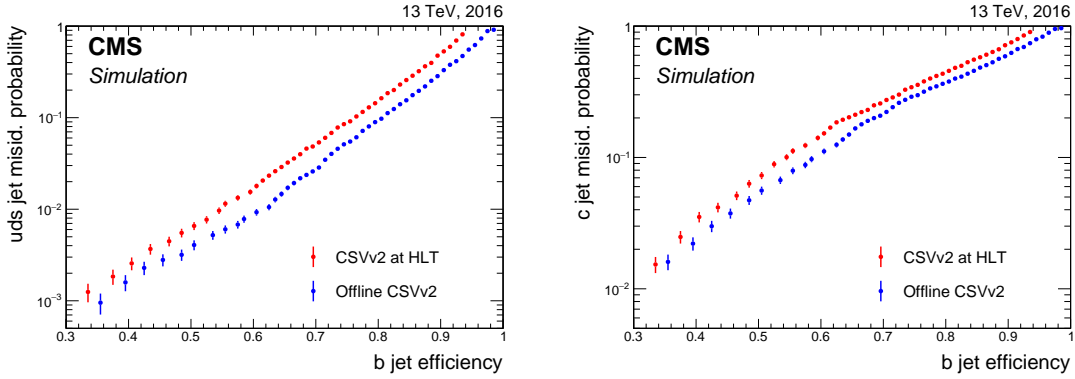 13 TeV, 2016
CMS
Simulation
uds jet misid. probability
1
10⁻¹
10⁻²
10⁻³
CSVv2 at HLT
Offline CSVv2
0.3 0.4 0.5 0.6 0.7 0.8 0.9 1
b jet efficiency
13 TeV, 2016
CMS
Simulation
c jet misid. probability
1
10⁻¹
10⁻²
CSVv2 at HLT
Offline CSVv2
0.3 0.4 0.5 0.6 0.7 0.8 0.9 1
b jet efficiency